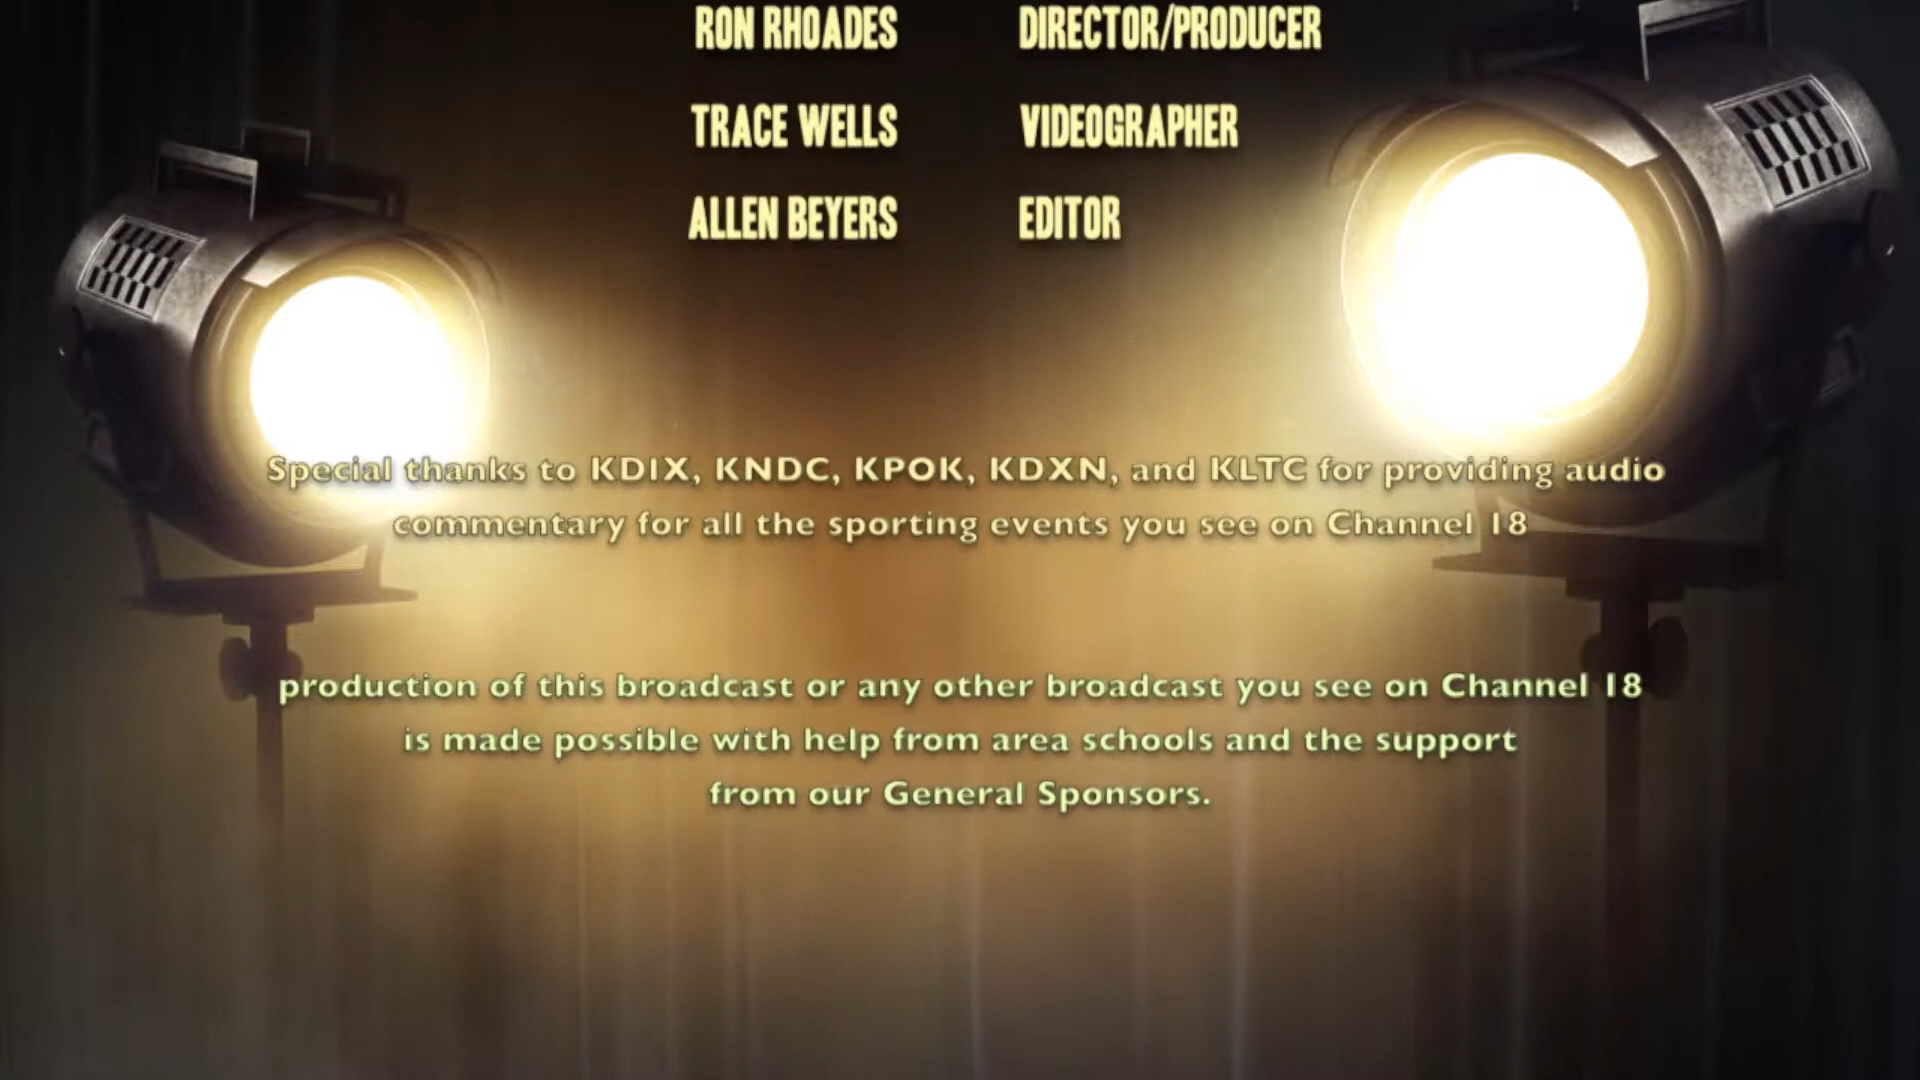 RON RHOADES DIRECTOR/PRODUCER
TRACE WELLS VIDEOGRAPHER
ALLEN BEYERS EDITOR
Special thanks to KDIX, KNDC, KPOK, KDXN, and KLTC for providing audio
commentary for all the sporting events you see on Channel 18
production of this broadcast or any other broadcast you see on Channel 18
is made possible with help from area schools and the support
from our General Sponsors.